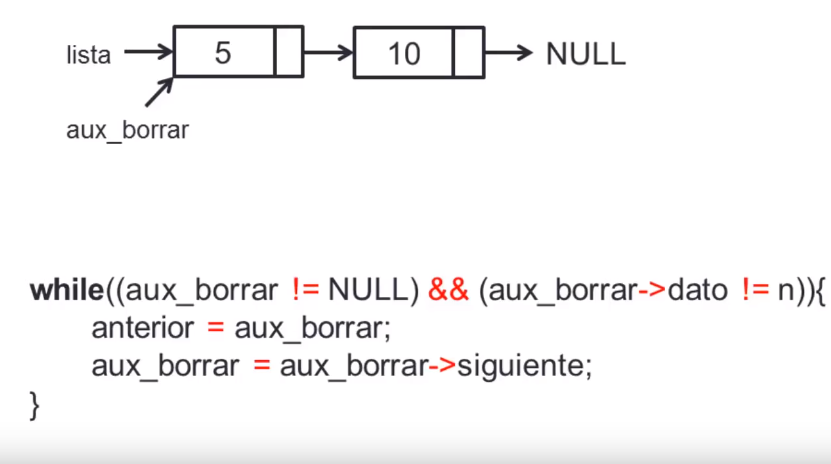 lista 5 10 NULL
aux_borrar
while((aux_borrar != NULL) && (aux_borrar->dato != n)){
anterior = aux_borrar;
aux_borrar = aux_borrar->siguiente;
}